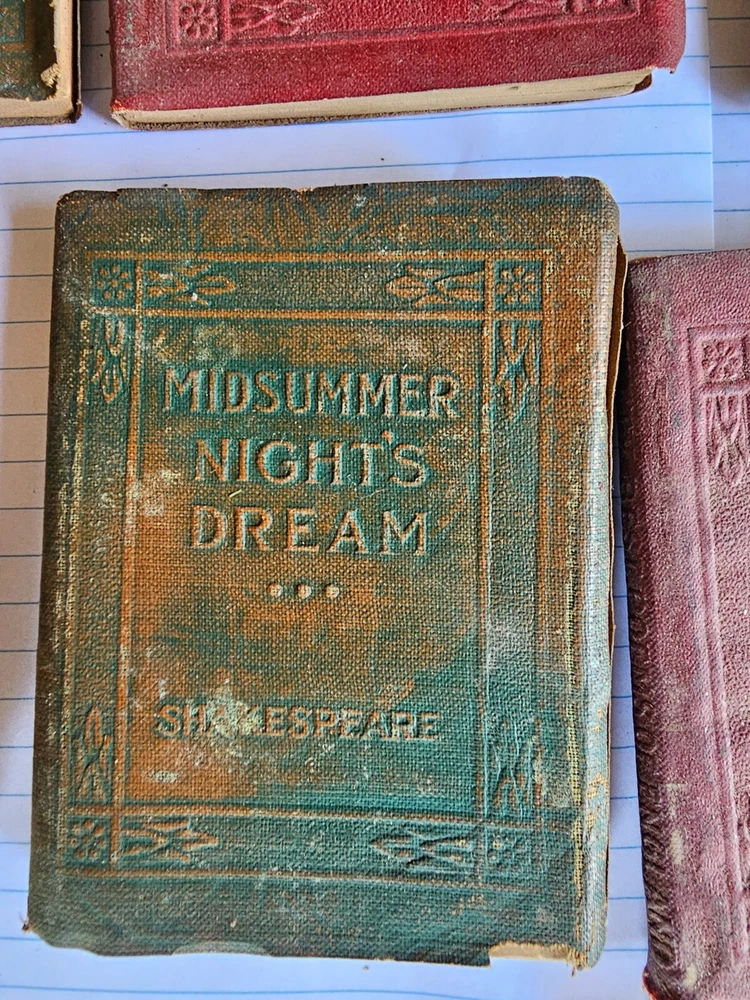 MIDSUMMER
NIGHT'S
DREAM
...
SHAKESPEARE